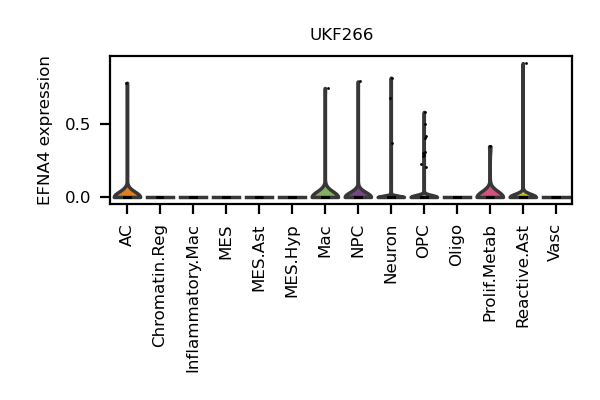 UKF266
EFNA4 expression
0.5
0.0
AC
Chromatin.Reg
Inflammatory.Mac
MES
MES.Ast
MES.Hyp
Mac
NPC
Neuron
OPC
Oligo
Prolif.Metab
Reactive.Ast
Vasc